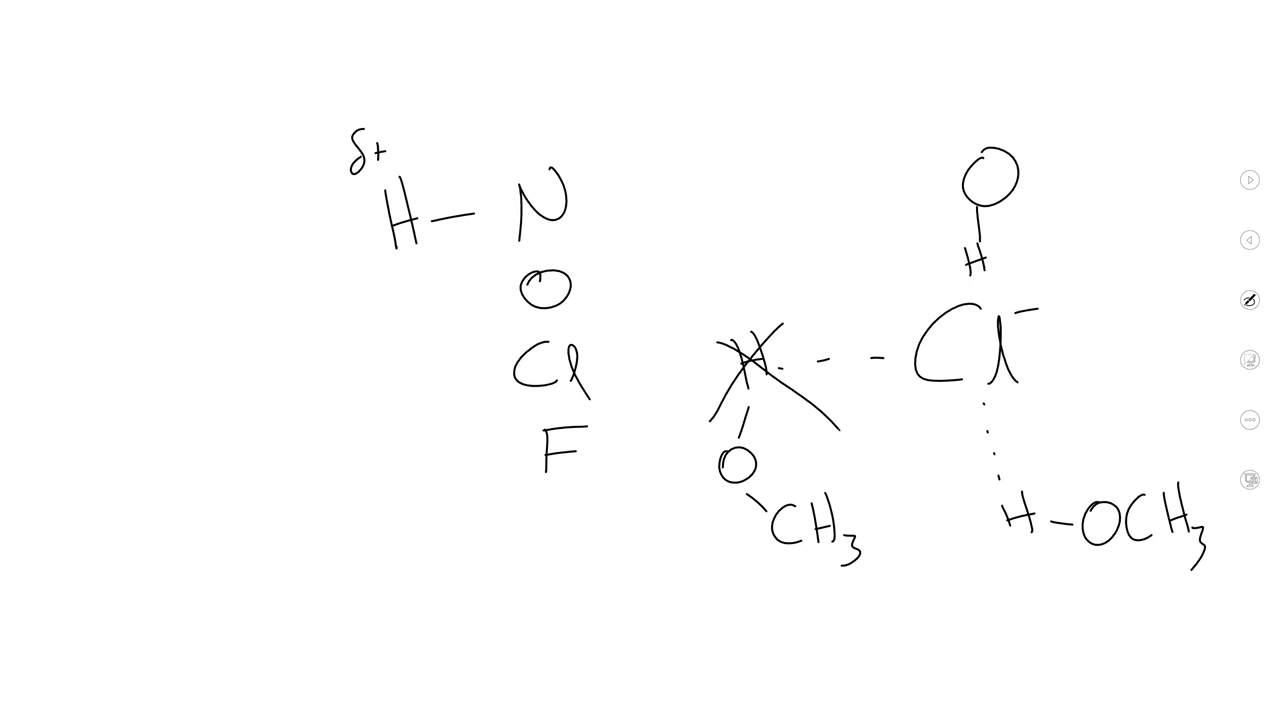 δ+
H — N
O
Cl
F
O
H
H - - Cl⁻
O
CH₃
H — OCH₃